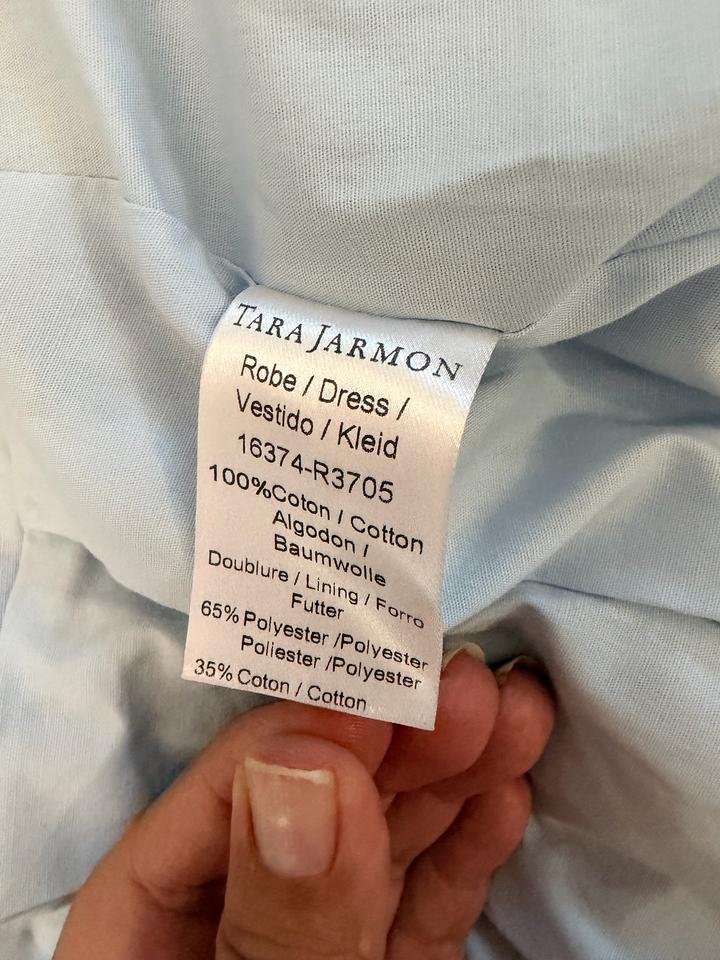 TARA JARMON
Robe / Dress /
Vestido / Kleid
16374-R3705
100%Coton / Cotton
Algodon /
Baumwolle
Doublure / Lining / Forro
Futter
65% Polyester /Polyester
Poliester /Polyester
35% Coton / Cotton